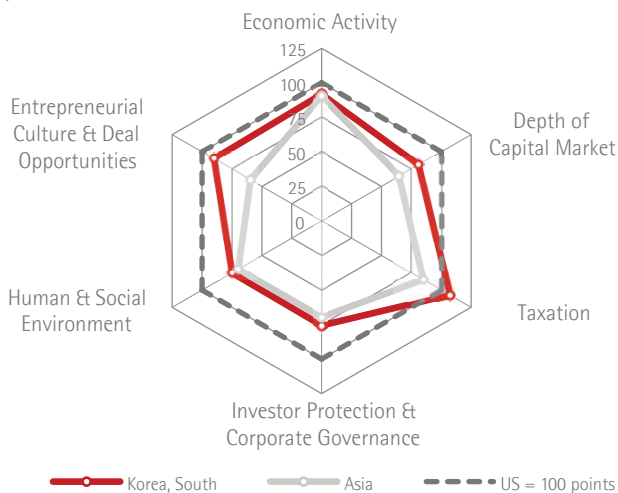 Economic Activity
125
100
75
50
25
0
Entrepreneurial
Culture & Deal
Opportunities
Depth of
Capital Market
Human & Social
Environment
Taxation
Investor Protection &
Corporate Governance
Korea, South
Asia
US = 100 points